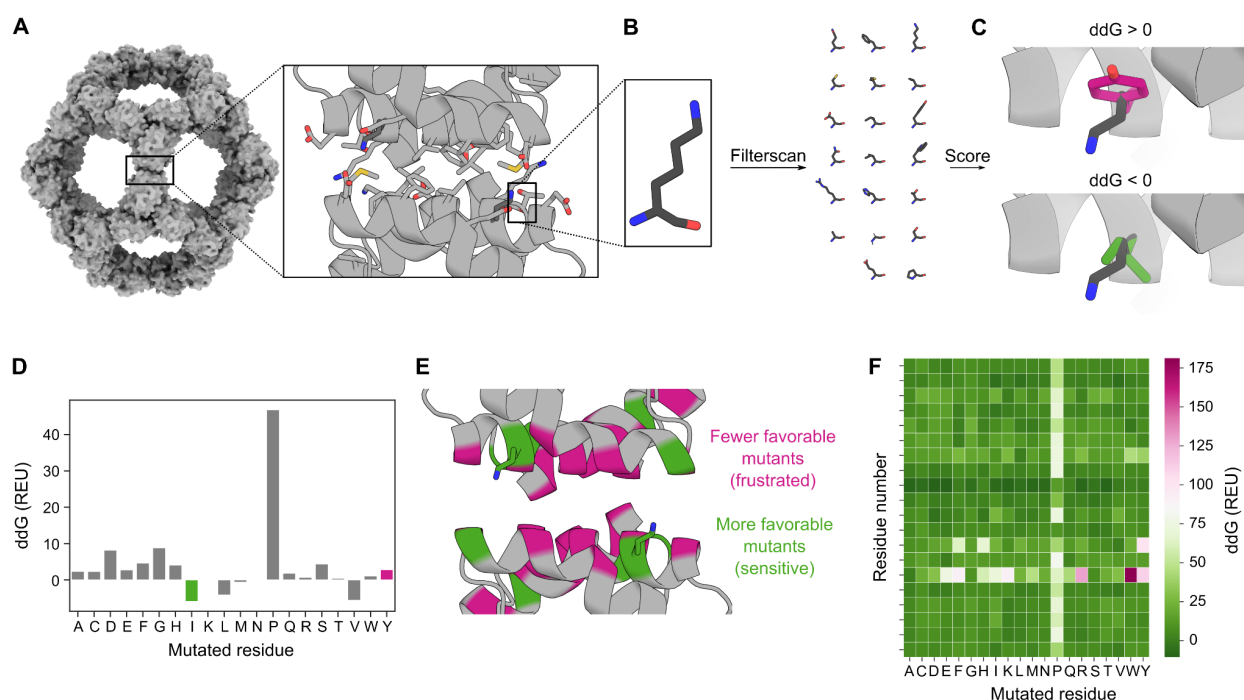 A
B
C
ddG > 0
Filterscan
Score
ddG < 0
D
ddG (REU)
40
30
20
10
0
A C D E F G H I K L M N P Q R S T V W Y
Mutated residue
E
Fewer favorable
mutants
(frustrated)
More favorable
mutants
(sensitive)
F
Residue number
A C D E F G H I K L M N P Q R S T V W Y
Mutated residue
175
150
125
100
75
50
25
0
ddG (REU)